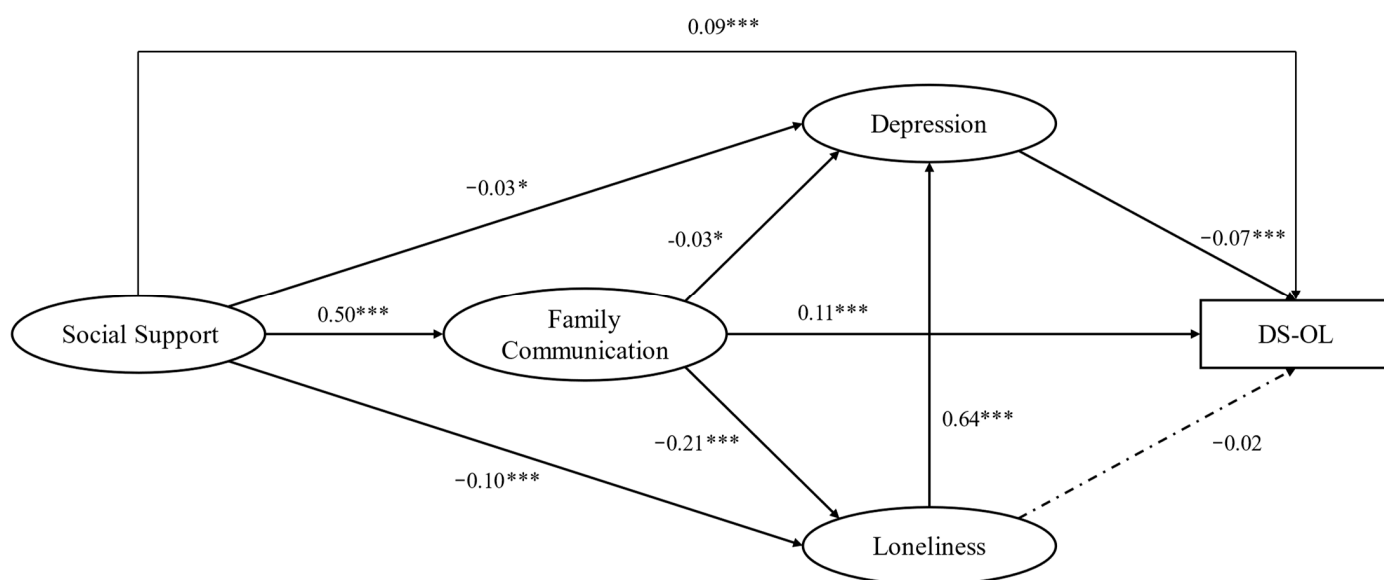 0.09***
Depression
−0.03*
-0.03*
−0.07***
Social Support
0.50***
Family
Communication
0.11***
DS-OL
−0.21***
0.64***
−0.02
−0.10***
Loneliness